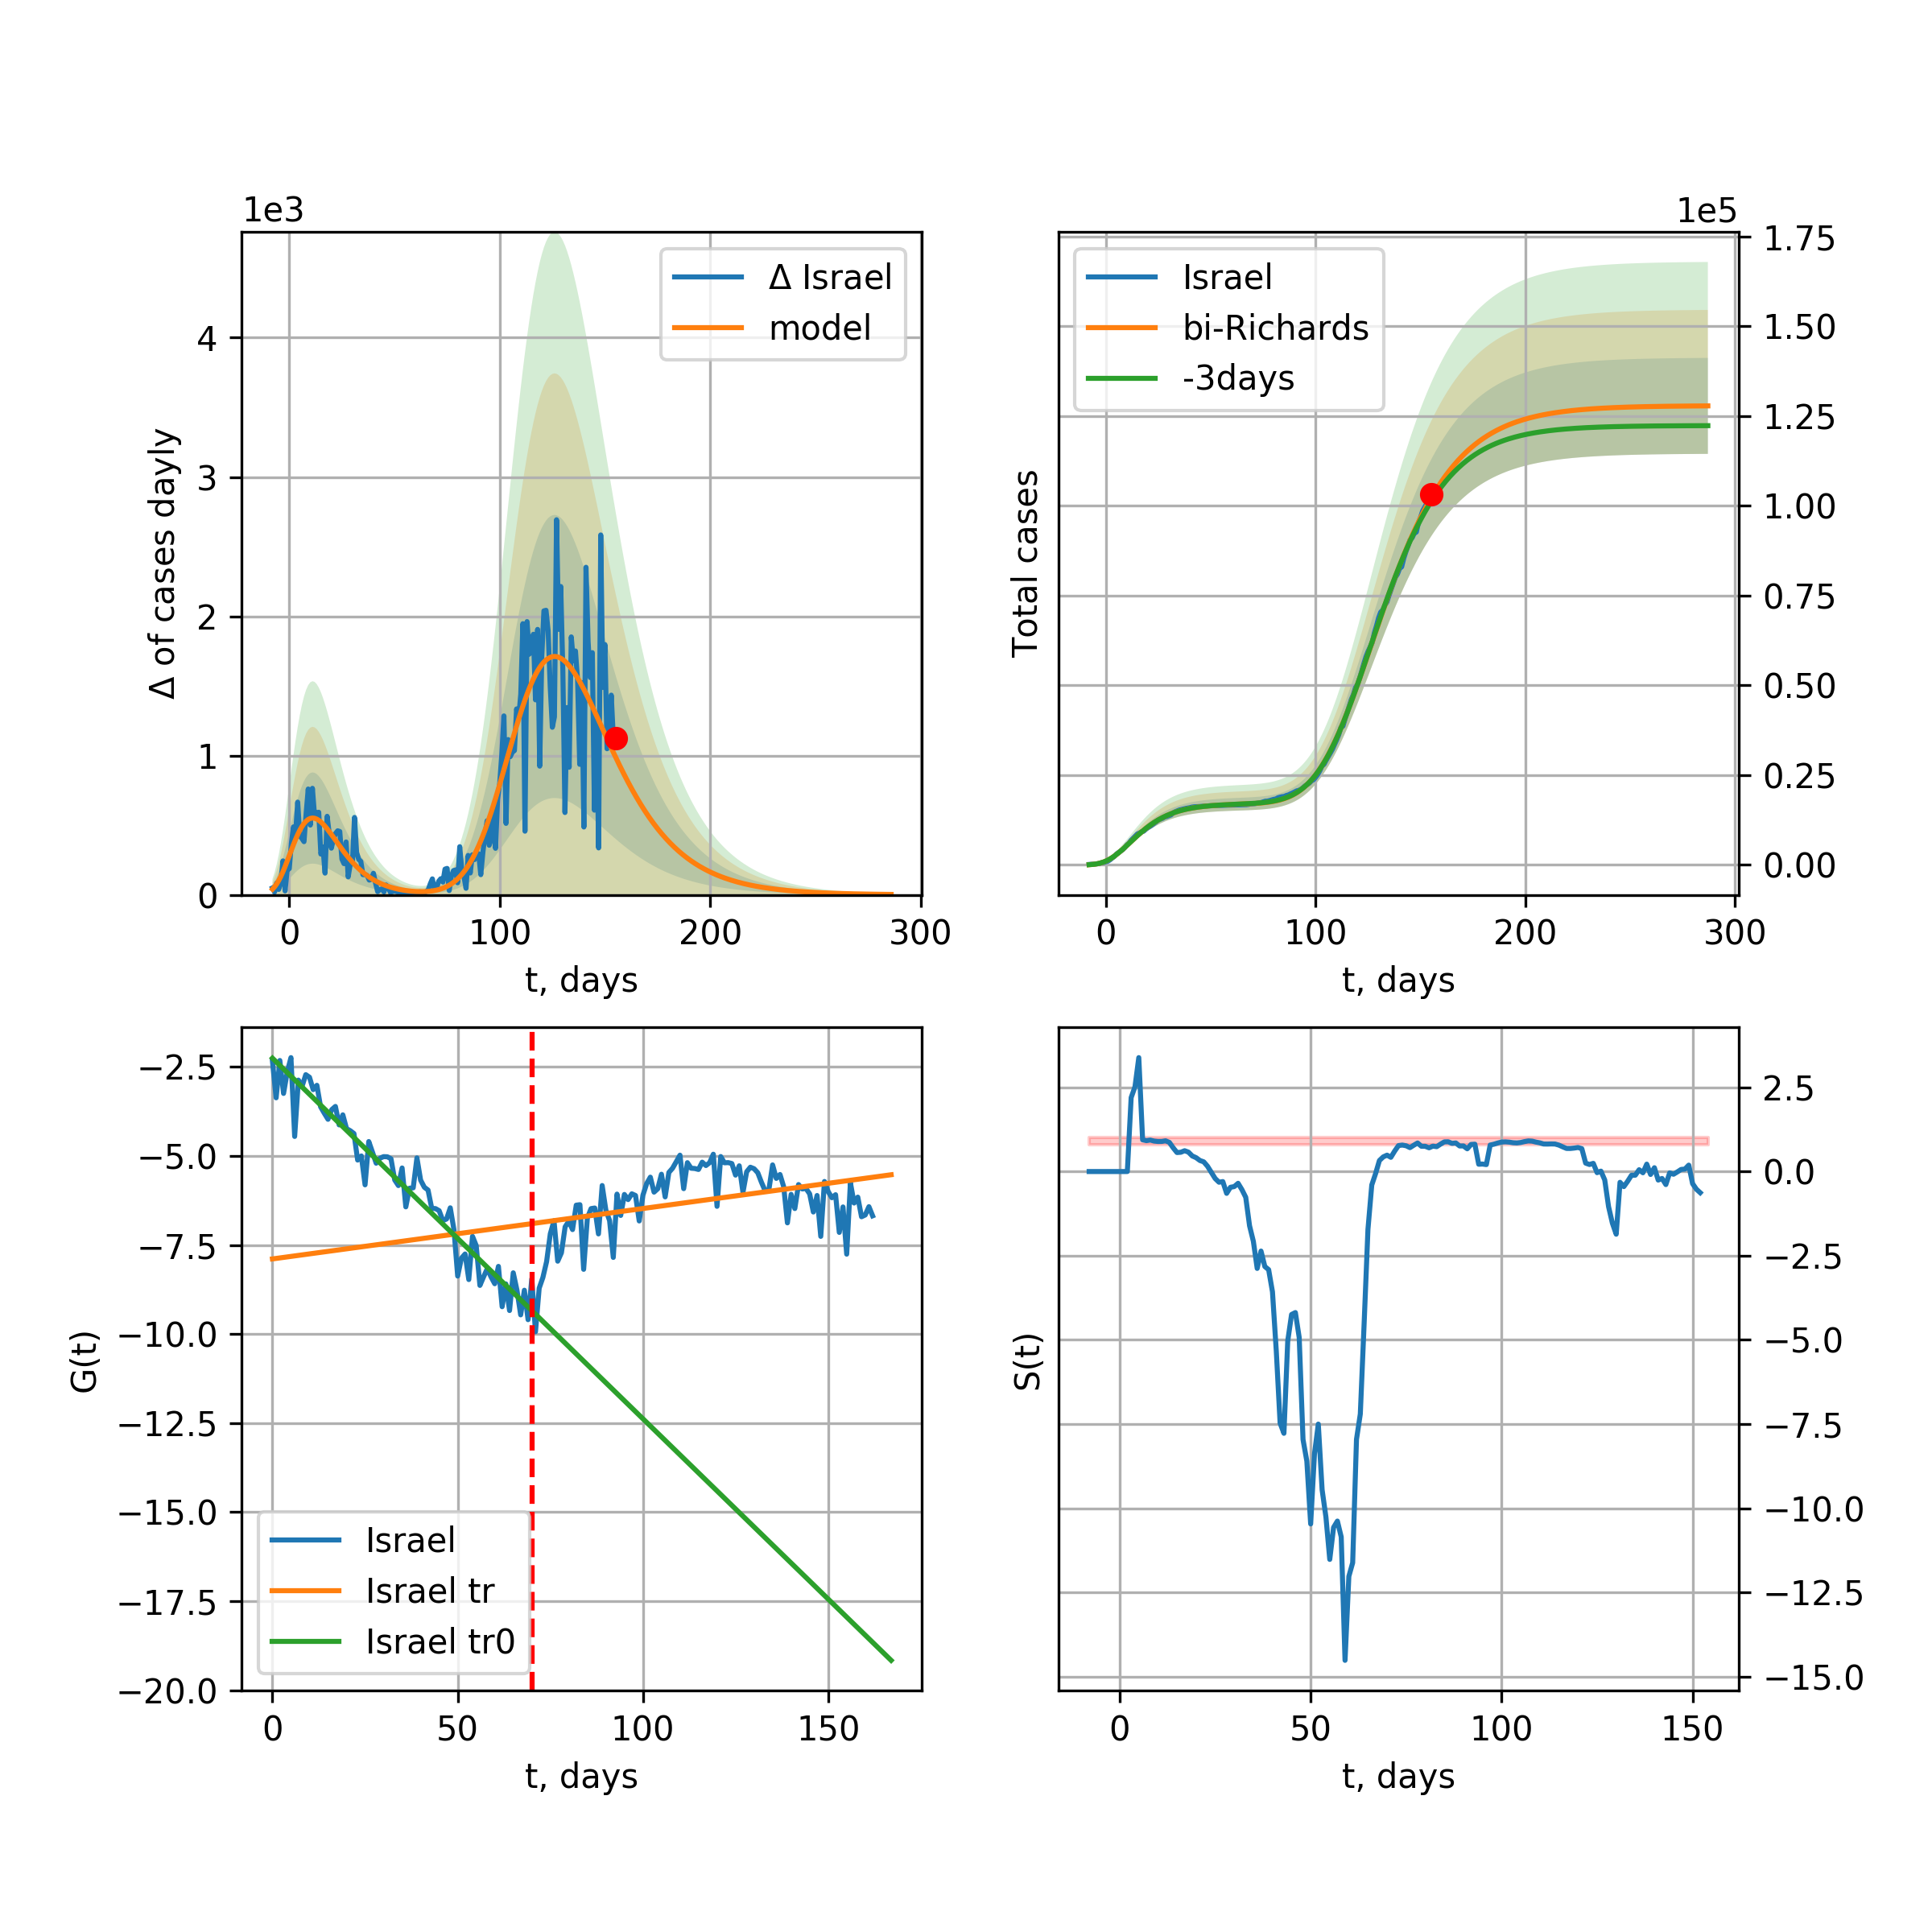 1e3
Δ of cases dayly
4
3
2
1
0
Δ Israel
model
0
100
200
300
t, days
1e5
Total cases
Israel
bi-Richards
-3days
1.75
1.50
1.25
1.00
0.75
0.50
0.25
0.00
0
100
200
300
t, days
G(t)
−2.5
−5.0
−7.5
−10.0
−12.5
−15.0
−17.5
−20.0
Israel
Israel tr
Israel tr0
0
50
100
150
t, days
S(t)
2.5
0.0
−2.5
−5.0
−7.5
−10.0
−12.5
−15.0
0
50
100
150
t, days